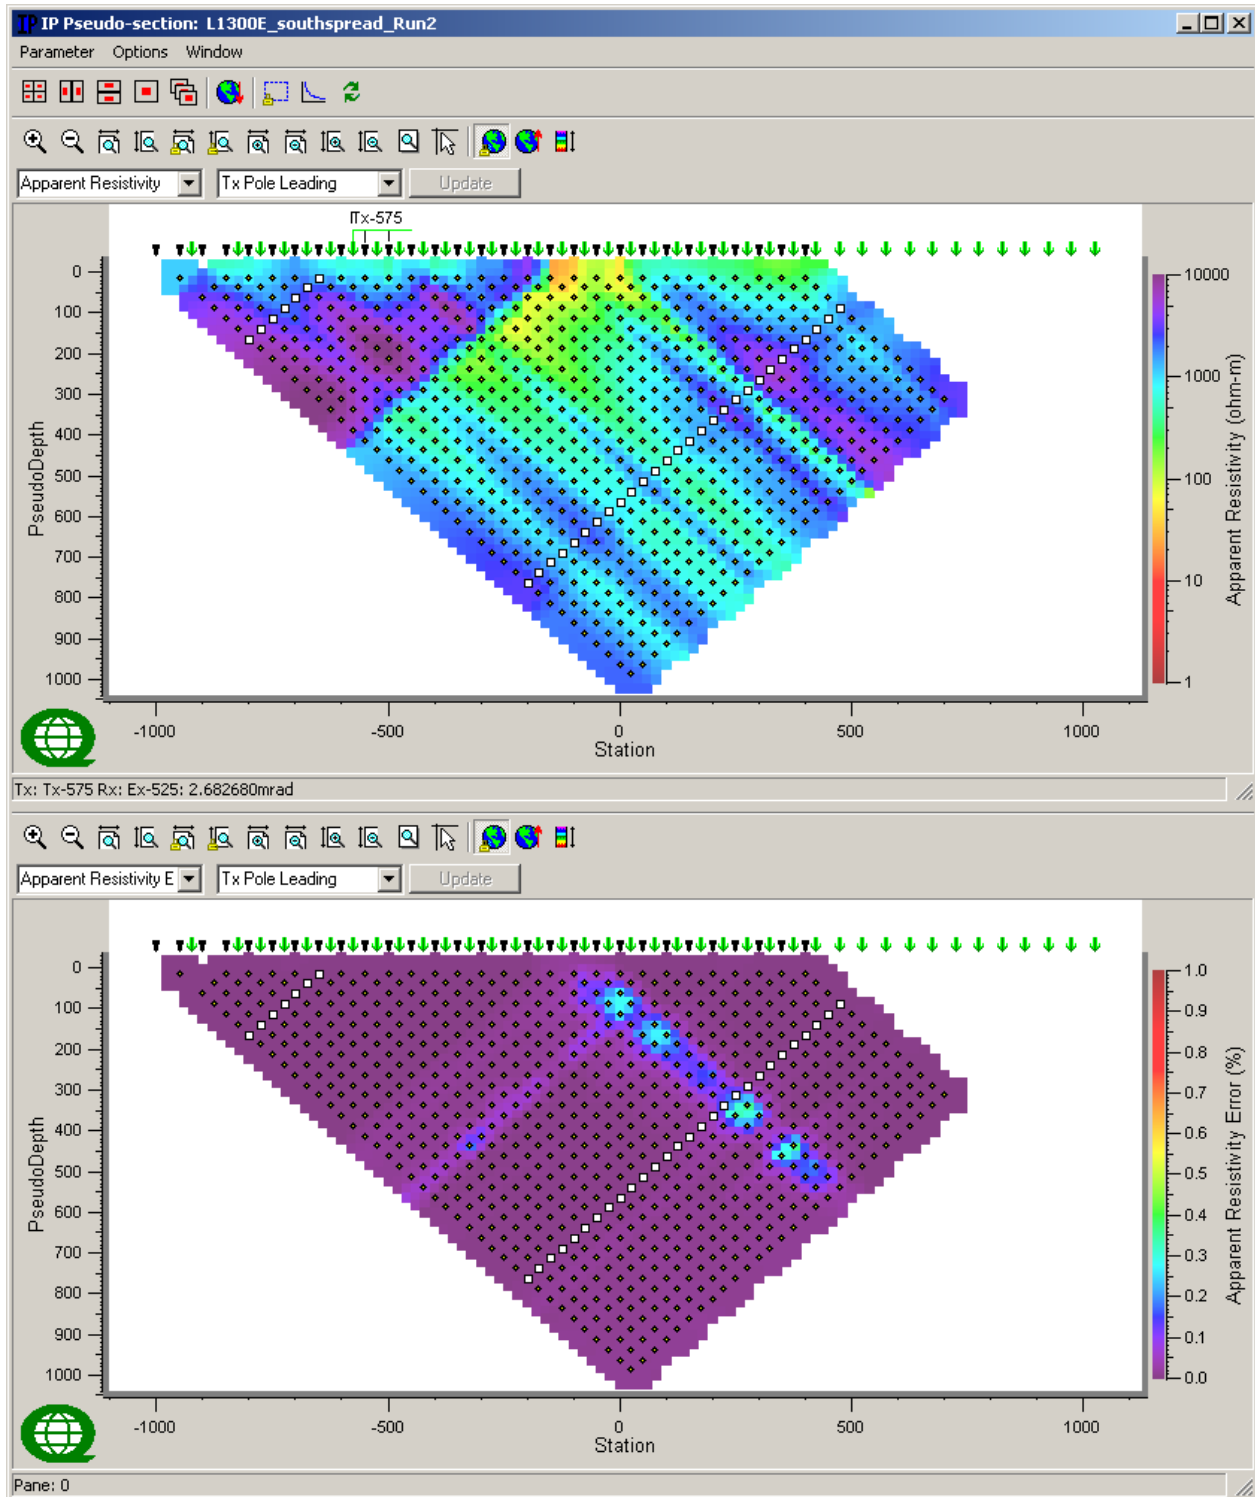 IP IP Pseudo-section: L1300E_southspread_Run2
Parameter Options Window
Apparent Resistivity Tx Pole Leading Update
Tx-575
0
100
200
300
400
500
600
700
800
900
1000
PseudoDepth
-1000 -500 0 500 1000
Station
10000
1000
100
10
1
Apparent Resistivity (ohm-m)
Tx: Tx-575 Rx: Ex-525: 2.682680mrad
Apparent Resistivity E Tx Pole Leading Update
0
100
200
300
400
500
600
700
800
900
1000
PseudoDepth
-1000 -500 0 500 1000
Station
1.0
0.9
0.8
0.7
0.6
0.5
0.4
0.3
0.2
0.1
0.0
Apparent Resistivity Error (%)
Pane: 0